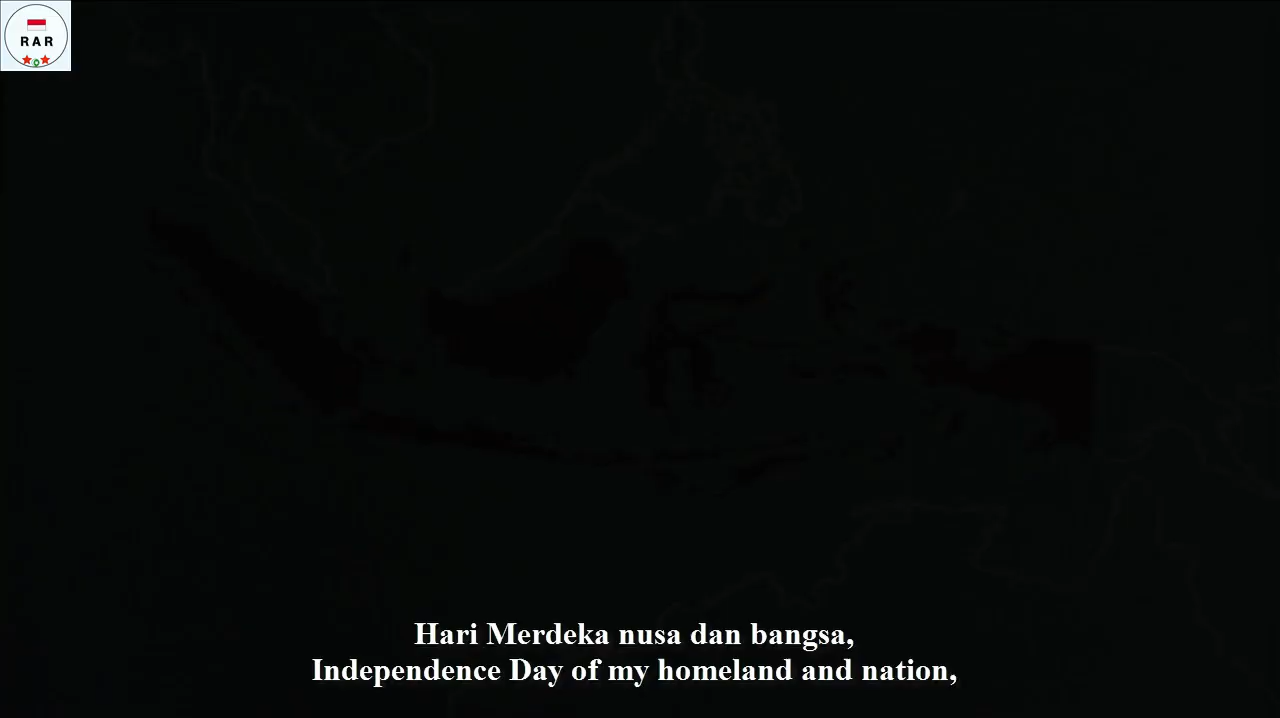 RAR
Hari Merdeka nusa dan bangsa,
Independence Day of my homeland and nation,